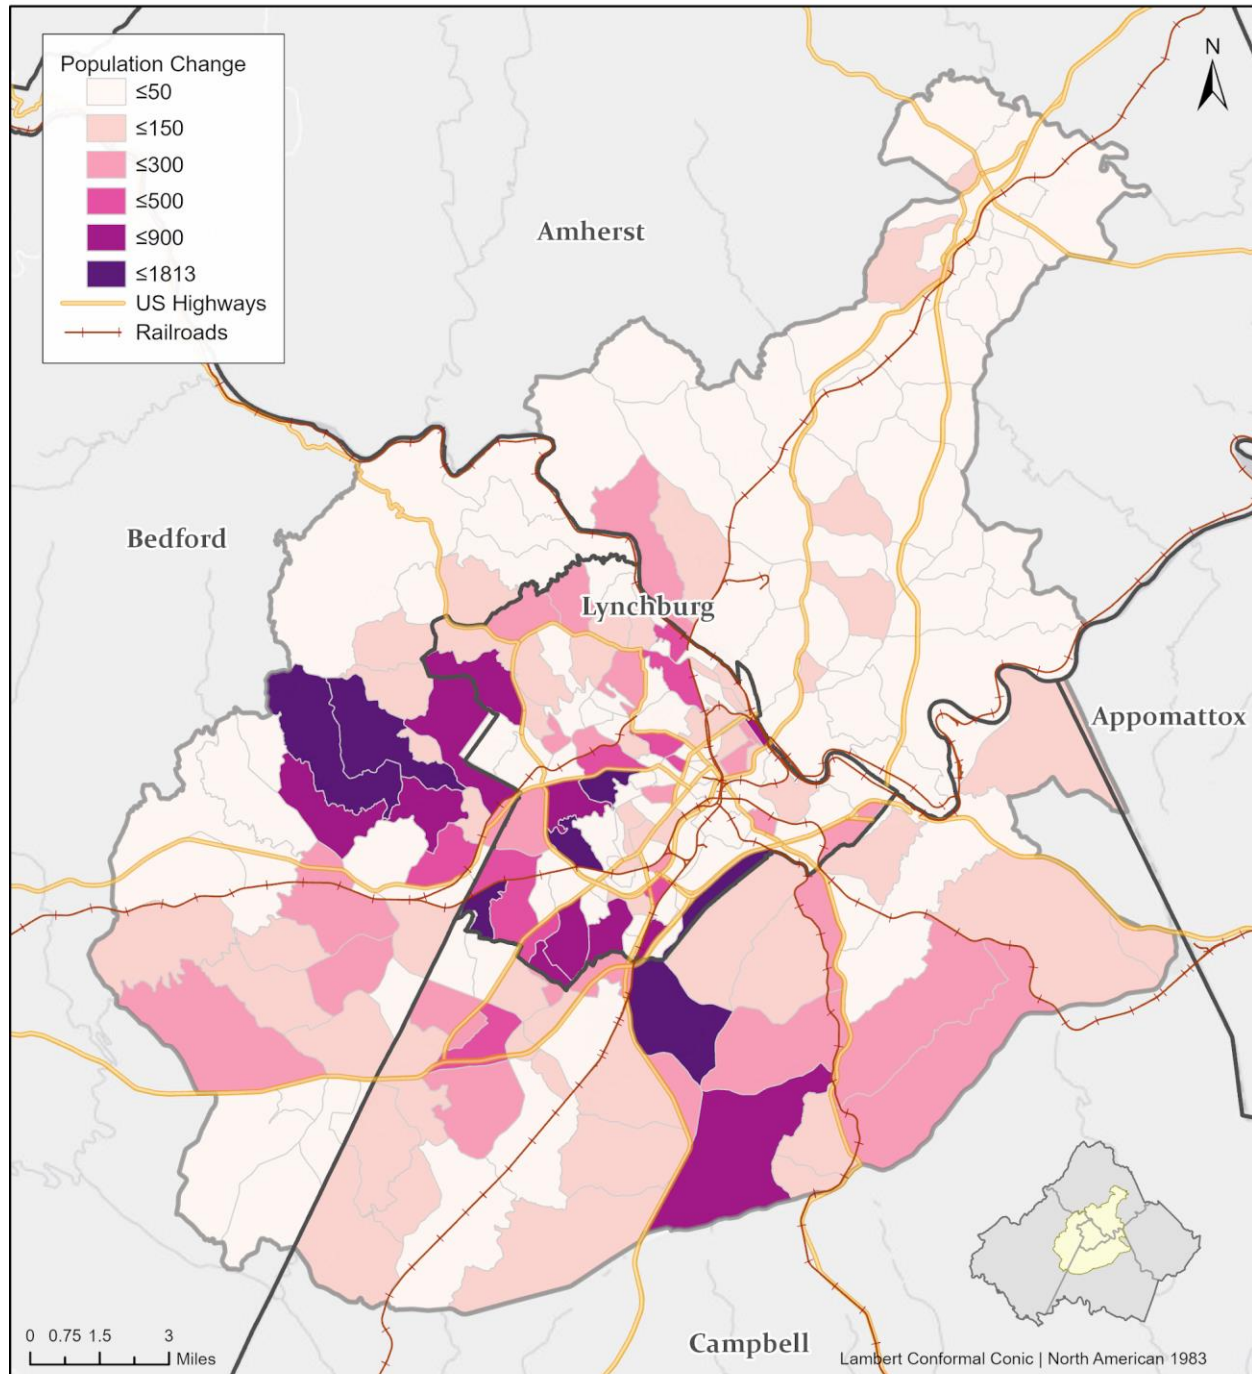 Population Change
≤50
≤150
≤300
≤500
≤900
≤1813
US Highways
Railroads
N
Amherst
Bedford
Lynchburg
Appomattox
Campbell
0 0.75 1.5 3
Miles
Lambert Conformal Conic | North American 1983